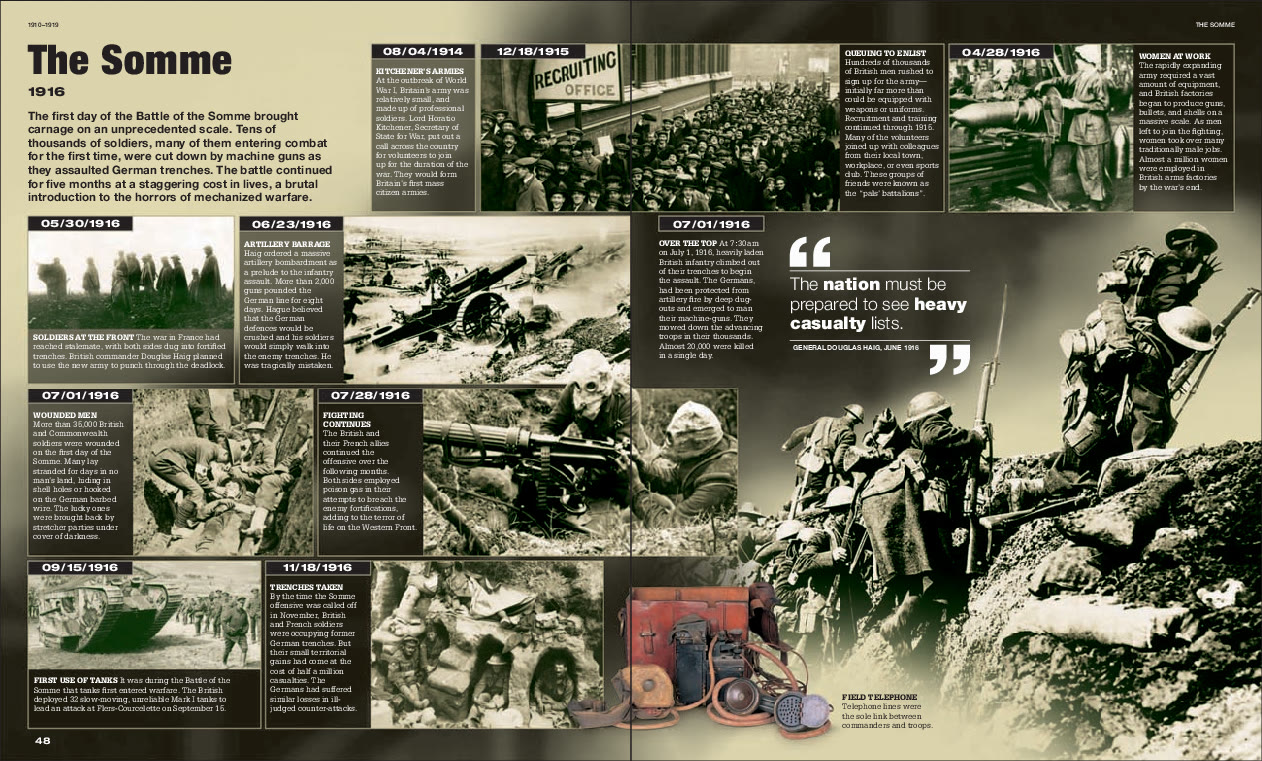 1910–1919
THE SOMME
The Somme
1916
The first day of the Battle of the Somme brought
carnage on an unprecedented scale. Tens of
thousands of soldiers, many of them entering combat
for the first time, were cut down by machine guns as
they assaulted German trenches. The battle continued
for five months at a staggering cost in lives, a brutal
introduction to the horrors of mechanized warfare.
08/04/1914
KITCHENER'S ARMIES
At the outbreak of World
War I, Britain's army was
relatively small, and
made up of professional
soldiers. Lord Horatio
Kitchener, Secretary of
State for War, put out a
call across the country
for volunteers to join
up for the duration of the
war. They would form
Britain's first mass
citizen armies.
12/18/1915
RECRUITING
OFFICE
QUEUING TO ENLIST
Hundreds of thousands
of British men rushed to
sign up for the army—
initially far more than
could be equipped with
weapons or uniforms.
Recruitment and training
continued through 1915.
Many of the volunteers
joined up with colleagues
from their local town,
workplace, or even sports
club. These groups of
friends were known as
the "pals' battalions".
04/28/1916
WOMEN AT WORK
The rapidly expanding
army required a vast
amount of equipment,
and British factories
began to produce guns,
bullets, and shells on a
massive scale. As men
left to join the fighting,
women took over many
traditionally male jobs.
Almost a million women
were employed in
British arms factories
by the war's end.
05/30/1916
SOLDIERS AT THE FRONT The war in France had
reached stalemate, with both sides dug into fortified
trenches. British commander Douglas Haig planned
to use the new army to punch through the deadlock.
06/23/1916
ARTILLERY BARRAGE
Haig ordered a massive
artillery bombardment as
a prelude to the infantry
assault. More than 2,000
guns pounded the
German line for eight
days. Hague believed
that the German
defences would be
crushed and his soldiers
would simply walk into
the enemy trenches. He
was tragically mistaken.
07/01/1916
OVER THE TOP At 7:30am
on July 1, 1916, heavily laden
British infantry climbed out
of their trenches to begin
the assault. The Germans,
had been protected from
artillery fire by deep dug-
outs and emerged to man
their machine-guns. They
mowed down the advancing
troops in their thousands.
Almost 20,000 were killed
in a single day.
“
The nation must be
prepared to see heavy
casualty lists.
GENERAL DOUGLAS HAIG, JUNE 1916
”
07/01/1916
WOUNDED MEN
More than 35,000 British
and Commonwealth
soldiers were wounded
on the first day of the
Somme. Many lay
stranded for days in no
man's land, hiding in
shell holes or hooked
on the German barbed
wire. The lucky ones
were brought back by
stretcher parties under
cover of darkness.
07/28/1916
FIGHTING
CONTINUES
The British and
their French allies
continued the
offensive over the
following months.
Both sides employed
poison gas in their
attempts to breach the
enemy fortifications,
adding to the terror of
life on the Western Front.
09/15/1916
FIRST USE OF TANKS It was during the Battle of the
Somme that tanks first entered warfare. The British
deployed 32 slow-moving, unreliable Mark I tanks to
lead an attack at Flers-Courcelette on September 15.
11/18/1916
TRENCHES TAKEN
By the time the Somme
offensive was called off
in November, British
and French soldiers
were occupying former
German trenches. But
their small territorial
gains had come at the
cost of half a million
casualties. The
Germans had suffered
similar losses in ill-
judged counter-attacks.
FIELD TELEPHONE
Telephone lines were
the sole link between
commanders and troops.
48